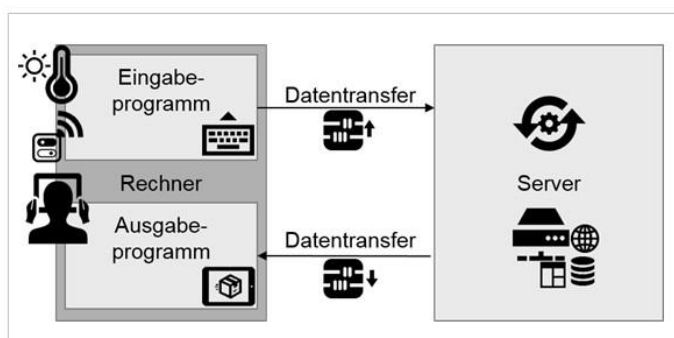 Eingabe-
programm
Datentransfer
Rechner
Server
Ausgabe-
programm
Datentransfer